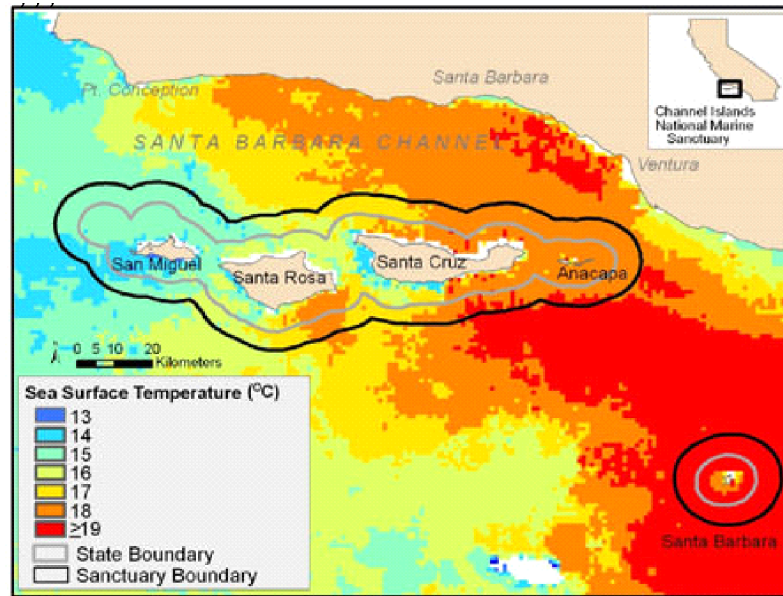 Pt. Conception
Santa Barbara
SANTA BARBARA CHANNEL
Ventura
Channel Islands
National Marine
Sanctuary
San Miguel
Santa Rosa
Santa Cruz
Anacapa
0 5 10 20
Kilometers
Sea Surface Temperature (°C)
13
14
15
16
17
18
≥19
State Boundary
Sanctuary Boundary
Santa Barbara